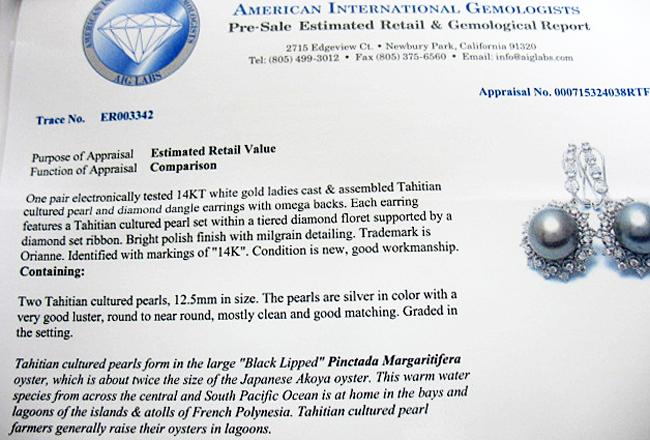 AMERICAN INTERNATIONAL GEMOLOGISTS
Pre-Sale Estimated Retail & Gemological Report
2715 Edgeview Ct. • Newbury Park, California 91320
Tel: (805) 499-3012 • Fax (805) 375-6560 • Email: info@aiglabs.com
AIG LABS
Appraisal No. 000715324038RTF
Trace No. ER003342
Purpose of Appraisal Estimated Retail Value
Function of Appraisal Comparison
One pair electronically tested 14KT white gold ladies cast & assembled Tahitian
cultured pearl and diamond dangle earrings with omega backs. Each earring
features a Tahitian cultured pearl set within a tiered diamond floret supported by a
diamond set ribbon. Bright polish finish with milgrain detailing. Trademark is
Orianne. Identified with markings of "14K". Condition is new, good workmanship.
Containing:
Two Tahitian cultured pearls, 12.5mm in size. The pearls are silver in color with a
very good luster, round to near round, mostly clean and good matching. Graded in
the setting.
Tahitian cultured pearls form in the large "Black Lipped" Pinctada Margaritifera
oyster, which is about twice the size of the Japanese Akoya oyster. This warm water
species from across the central and South Pacific Ocean is at home in the bays and
lagoons of the islands & atolls of French Polynesia. Tahitian cultured pearl
farmers generally raise their oysters in lagoons.